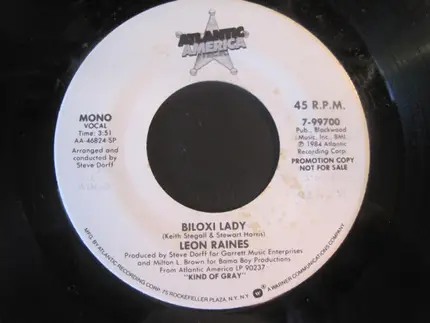 ATLANTIC
AMERICA
MONO
VOCAL
Time: 3:51
AA-46824 SP
Arranged and
conducted by
Steve Dorff
45 R.P.M.
7-99700
Pub., Blackwood
Music, Inc., BMI
℗ 1984 Atlantic
Recording Corp.
PROMOTION COPY
NOT FOR SALE
BILOXI LADY
(Keith Stegall & Stewart Harris)
LEON RAINES
Produced by Steve Dorff for Garrett Music Enterprises
and Milton L. Brown for Bama Boy Productions
From Atlantic America LP 90237
"KIND OF GRAY"
MFG. BY ATLANTIC RECORDING CORP. 75 ROCKEFELLER PLAZA, N.Y. N.Y. W A WARNER COMMUNICATIONS COMPANY